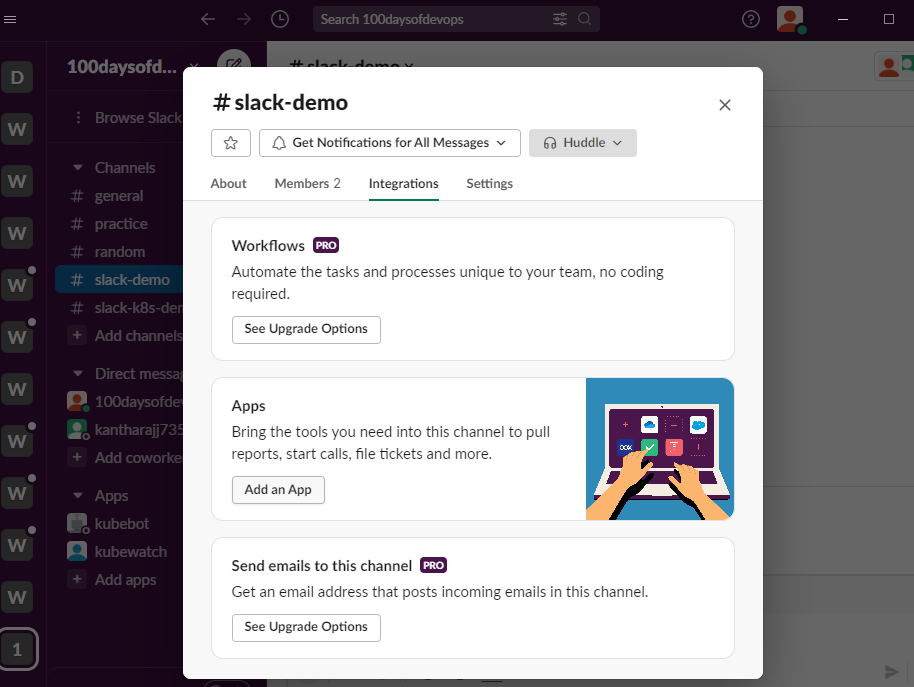 Search 100daysofdevops
100daysofd...
# slack-demo
D
W
W
W
W
W
W
W
W
W
W
1
Browse Slack
Channels
# general
# practice
# random
# slack-demo
# slack-k8s-der
+ Add channels
Direct messag
100daysofdev
kantharajj735
+ Add coworke
Apps
kubebot
kubewatch
+ Add apps
# slack-demo
Get Notifications for All Messages
Huddle
About Members 2 Integrations Settings
Workflows PRO
Automate the tasks and processes unique to your team, no coding
required.
See Upgrade Options
Apps
Bring the tools you need into this channel to pull
reports, start calls, file tickets and more.
Add an App
box
Send emails to this channel PRO
Get an email address that posts incoming emails in this channel.
See Upgrade Options